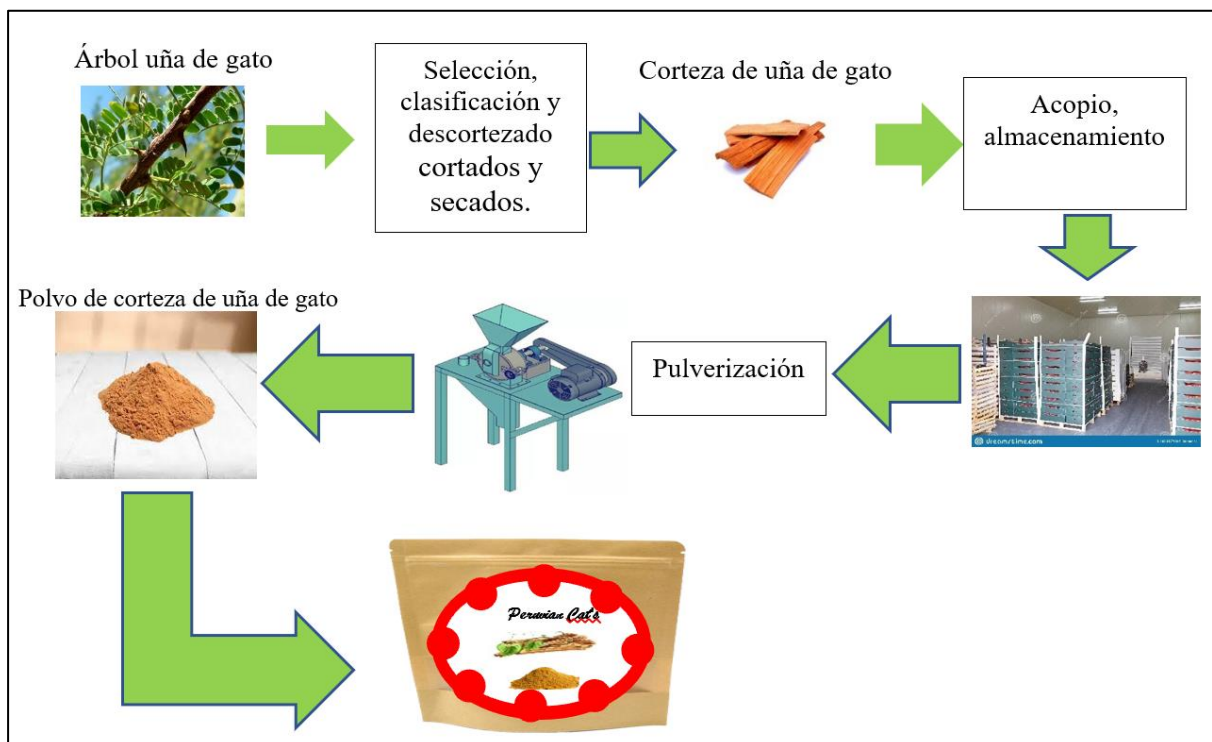 Árbol uña de gato
Selección,
clasificación y
descortezado
cortados y
secados.
Corteza de uña de gato
Acopio,
almacenamiento
Polvo de corteza de uña de gato
Pulverización
dreamstime.com
Peruvian Cat's